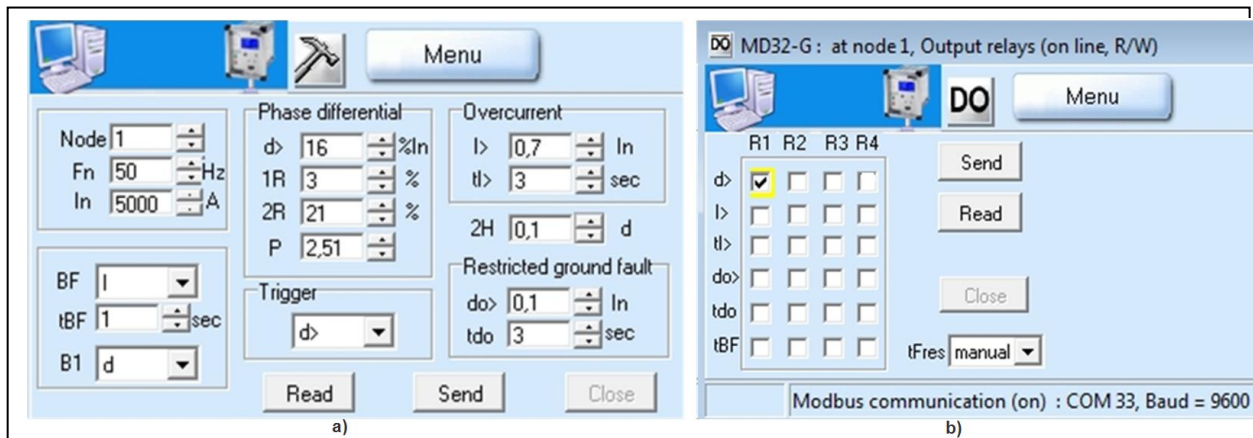 Menu
Node 1
Fn 50 Hz
In 5000 A
BF I
tBF 1 sec
B1 d
Phase differential
d> 16 %In
1R 3 %
2R 21 %
P 2,51
Trigger
d>
Overcurrent
I> 0,7 In
tI> 3 sec
2H 0,1 d
Restricted ground fault
do> 0,1 In
tdo 3 sec
Read Send Close
a)
DO MD32-G : at node 1, Output relays (on line, R/W)
DO Menu
R1 R2 R3 R4
d>
I>
tI>
do>
tdo
tBF
Send
Read
Close
tFres manual
Modbus communication (on) : COM 33, Baud = 9600
b)